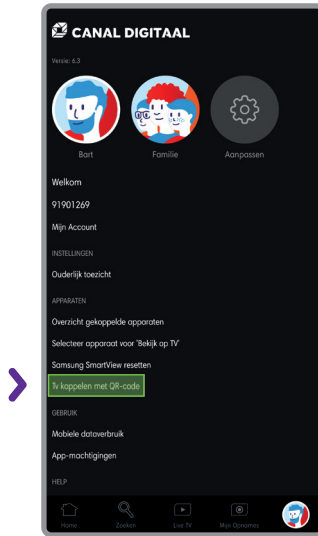 CANAL DIGITAAL
Versie: 6.3
Bart Familie Aanpassen
Welkom
91901269
Mijn Account
INSTELLINGEN
Ouderlijk toezicht
APPARATEN
Overzicht gekoppelde apparaten
Selecteer apparaat voor 'Bekijk op TV'
Samsung SmartView resetten
Tv koppelen met QR-code
GEBRUIK
Mobiele dataverbruik
App-machtigingen
HELP
Home Zoeken Live TV Mijn Opnames